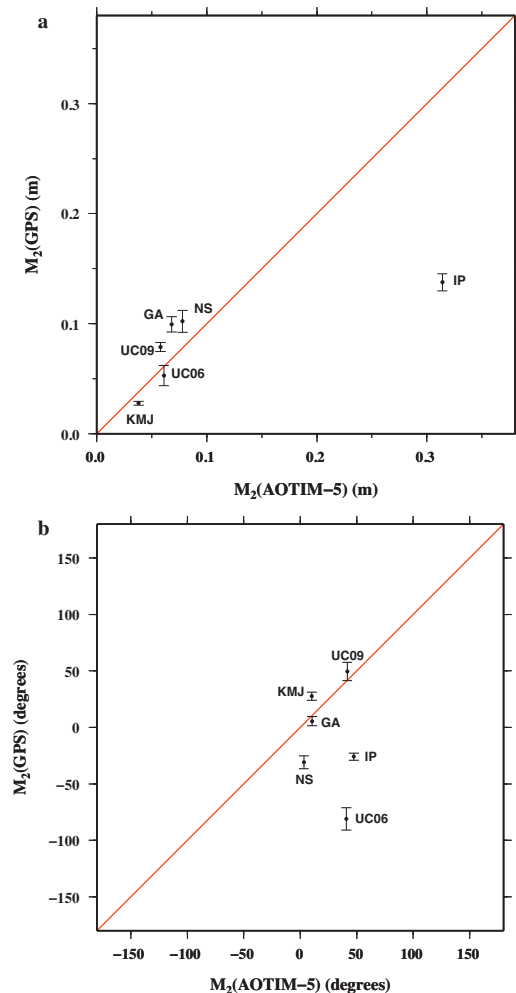 a
M2(GPS) (m)
0.3
0.2
0.1
0.0
IP
NS
GA
UC09
UC06
KMJ
0.0 0.1 0.2 0.3
M2(AOTIM−5) (m)
b
M2(GPS) (degrees)
150
100
50
0
−50
−100
−150
UC09
KMJ
GA
IP
NS
UC06
−150 −100 −50 0 50 100 150
M2(AOTIM−5) (degrees)